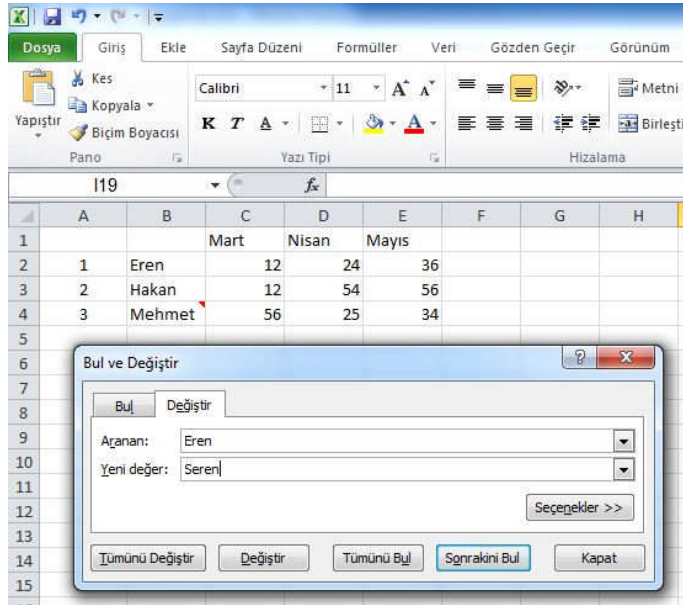 Dosya Giriş Ekle Sayfa Düzeni Formüller Veri Gözden Geçir Görünüm
Kes
Calibri 11 A A Metni
Kopyala
Yapıştır
K T A A Birleşti
Biçim Boyacısı
Pano Yazı Tipi Hizalama
I19 fx
A B C D E F G H
1 Mart Nisan Mayıs
2 1 Eren 12 24 36
3 2 Hakan 12 54 56
4 3 Mehmet 56 25 34
5
6
7
8
9
10
11
12
13
14
15
Bul ve Değiştir
Bul Değiştir
Aranan: Eren
Yeni değer: Seren
Seçenekler >>
Tümünü Değiştir Değiştir Tümünü Bul Sonrakini Bul Kapat